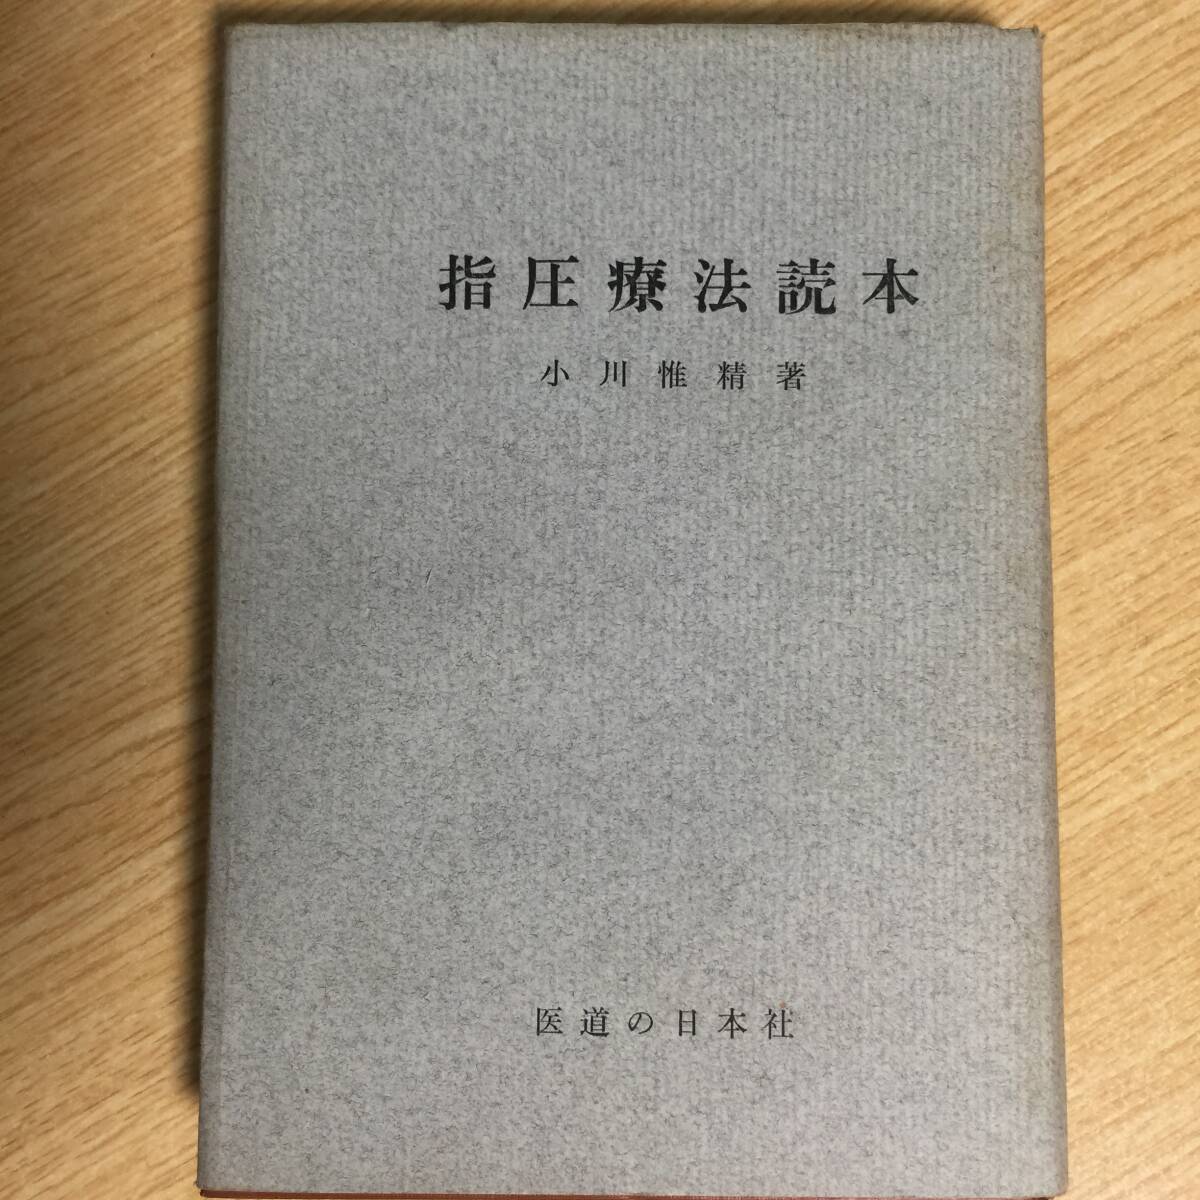 指圧療法読本
小川惟精著
医道の日本社